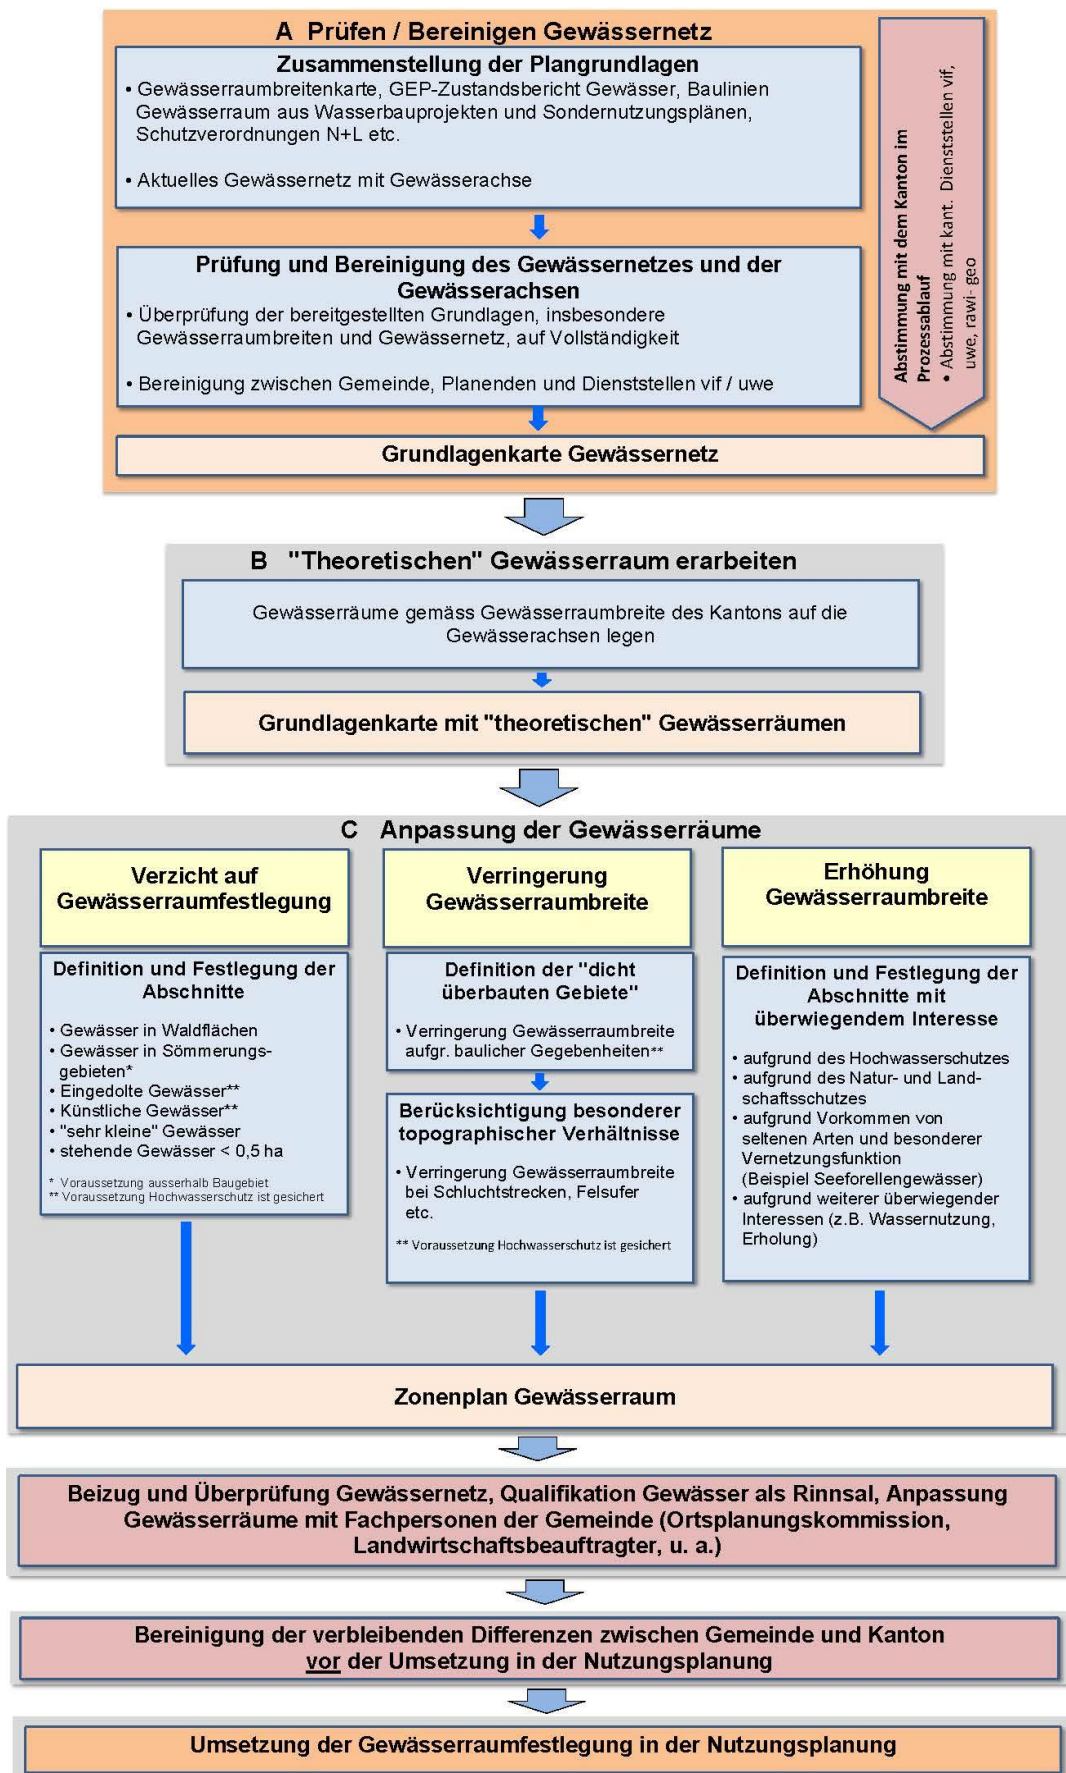 A Prüfen / Bereinigen Gewässernetz
Zusammenstellung der Plangrundlagen
• Gewässerraumbreitenkarte, GEP-Zustandsbericht Gewässer, Baulinien
Gewässerraum aus Wasserbauprojekten und Sondernutzungsplänen,
Schutzverordnungen N+L etc.
• Aktuelles Gewässernetz mit Gewässerachse
Prüfung und Bereinigung des Gewässernetzes und der
Gewässerachsen
• Überprüfung der bereitgestellten Grundlagen, insbesondere
Gewässerraumbreiten und Gewässernetz, auf Vollständigkeit
• Bereinigung zwischen Gemeinde, Planenden und Dienststellen vif / uwe
Abstimmung mit dem Kanton im
Prozessablauf
• Abstimmung mit kant. Dienststellen vif,
uwe, rawi- geo
Grundlagenkarte Gewässernetz
B "Theoretischen" Gewässerraum erarbeiten
Gewässerräume gemäss Gewässerraumbreite des Kantons auf die
Gewässerachsen legen
Grundlagenkarte mit "theoretischen" Gewässerräumen
C Anpassung der Gewässerräume
Verzicht auf
Gewässerraumfestlegung
Definition und Festlegung der
Abschnitte
• Gewässer in Waldflächen
• Gewässer in Sömmerungs-
gebieten*
• Eingedolte Gewässer**
• Künstliche Gewässer**
• "sehr kleine" Gewässer
• stehende Gewässer < 0,5 ha
* Voraussetzung ausserhalb Baugebiet
** Voraussetzung Hochwasserschutz ist gesichert
Verringerung
Gewässerraumbreite
Definition der "dicht
überbauten Gebiete"
• Verringerung Gewässerraumbreite
aufgr. baulicher Gegebenheiten**
Berücksichtigung besonderer
topographischer Verhältnisse
• Verringerung Gewässerraumbreite
bei Schluchtstrecken, Felsufer
etc.
** Voraussetzung Hochwasserschutz ist gesichert
Erhöhung
Gewässerraumbreite
Definition und Festlegung der
Abschnitte mit
überwiegendem Interesse
• aufgrund des Hochwasserschutzes
• aufgrund des Natur- und Land-
schaftsschutzes
• aufgrund Vorkommen von
seltenen Arten und besonderer
Vernetzungsfunktion
(Beispiel Seeforellengewässer)
• aufgrund weiterer überwiegender
Interessen (z.B. Wassernutzung,
Erholung)
Zonenplan Gewässerraum
Beizug und Überprüfung Gewässernetz, Qualifikation Gewässer als Rinnsal, Anpassung
Gewässerräume mit Fachpersonen der Gemeinde (Ortsplanungskommission,
Landwirtschaftsbeauftragter, u. a.)
Bereinigung der verbleibenden Differenzen zwischen Gemeinde und Kanton
vor der Umsetzung in der Nutzungsplanung
Umsetzung der Gewässerraumfestlegung in der Nutzungsplanung